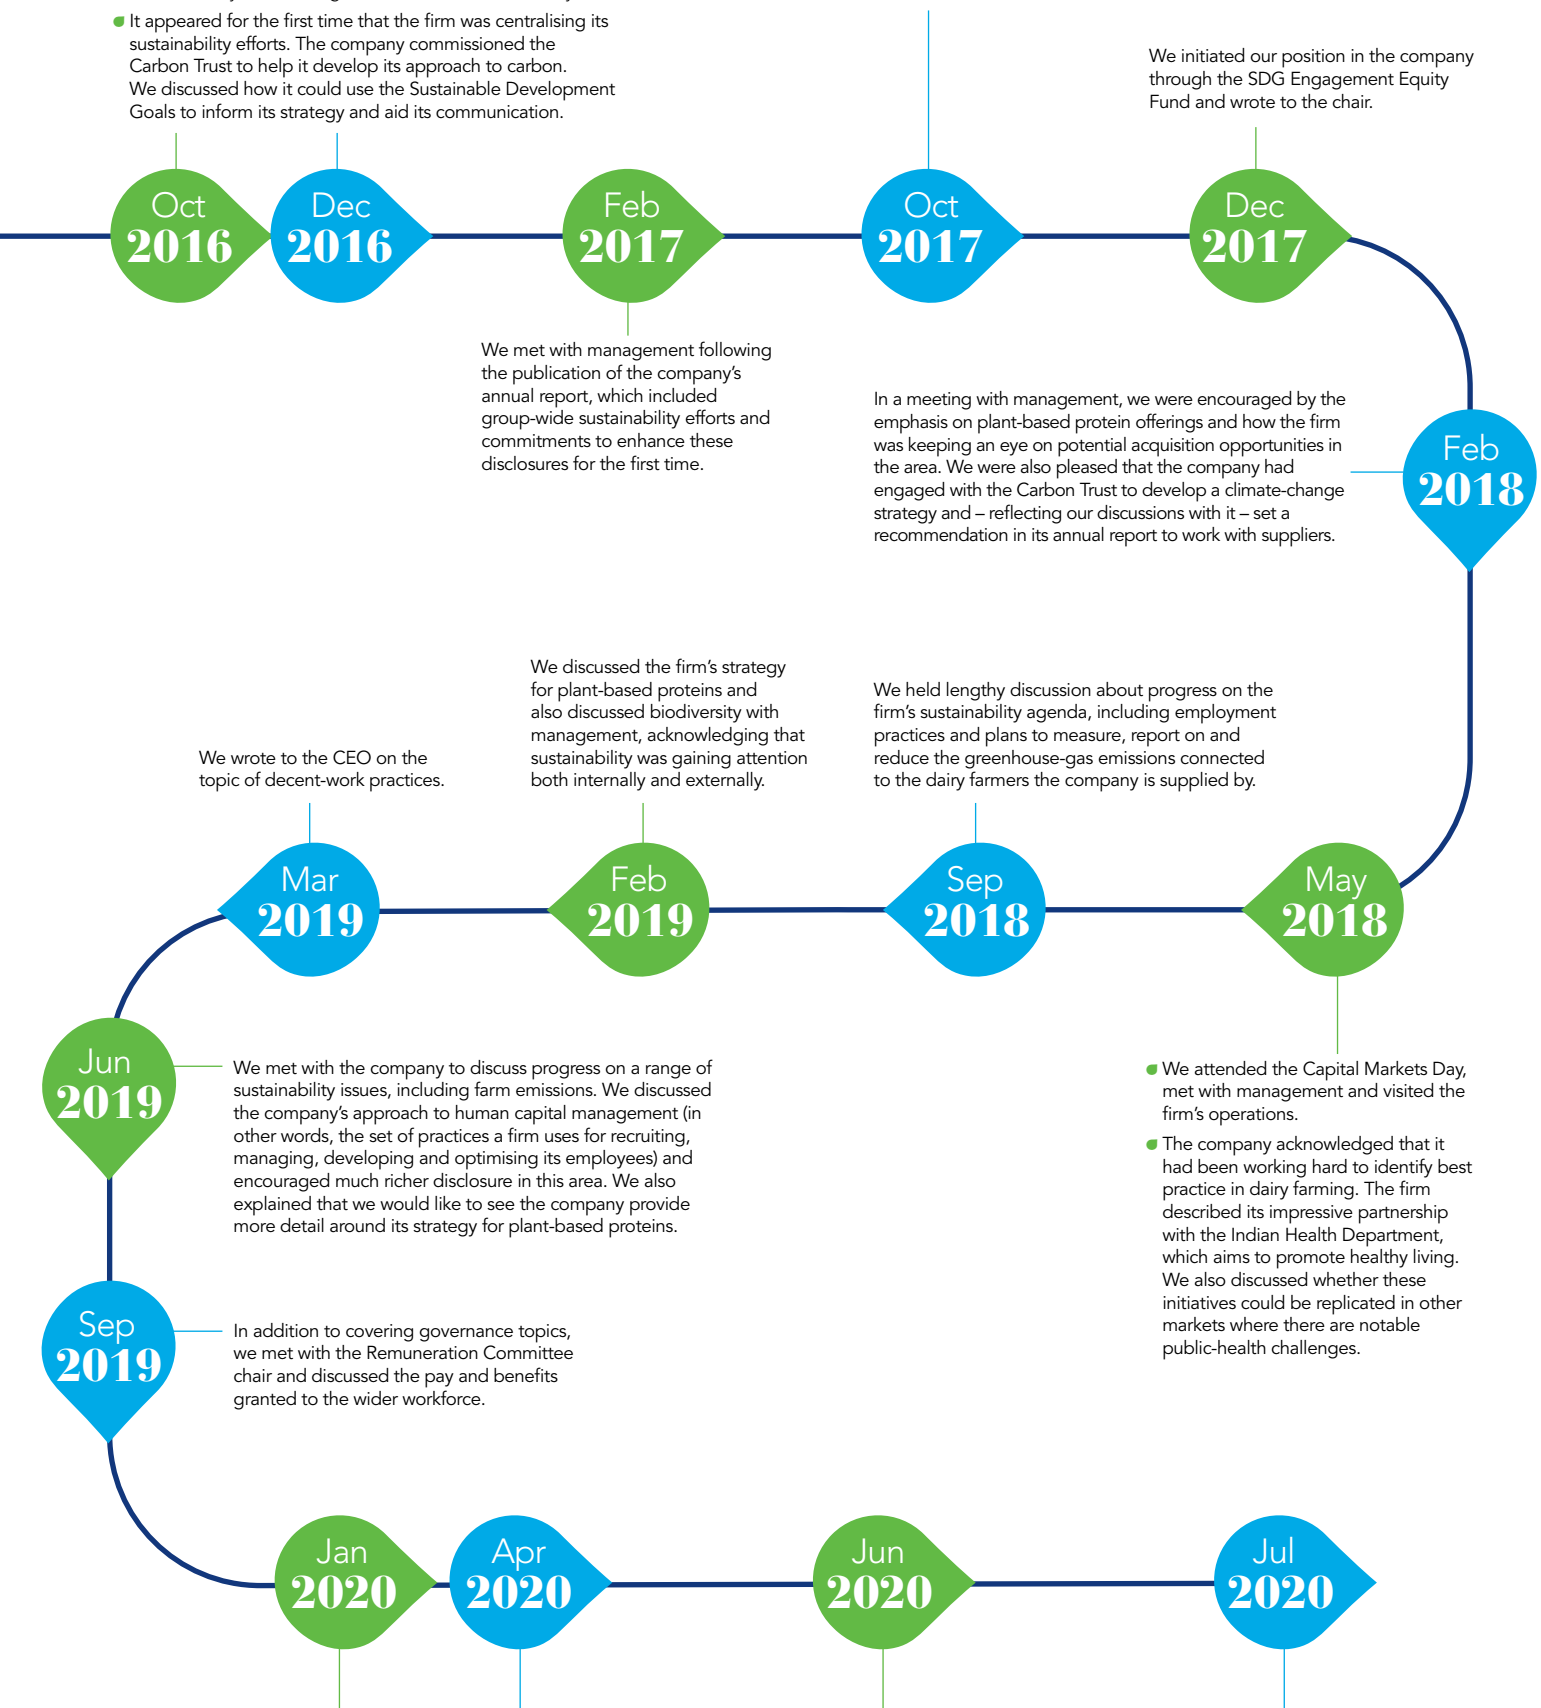 It appeared for the first time that the firm was centralising its
sustainability efforts. The company commissioned the
Carbon Trust to help it develop its approach to carbon.
We discussed how it could use the Sustainable Development
Goals to inform its strategy and aid its communication.
We initiated our position in the company
through the SDG Engagement Equity
Fund and wrote to the chair.
Oct
2016
Dec
2016
Feb
2017
Oct
2017
Dec
2017
We met with management following
the publication of the company's
annual report, which included
group-wide sustainability efforts and
commitments to enhance these
disclosures for the first time.
In a meeting with management, we were encouraged by the
emphasis on plant-based protein offerings and how the firm
was keeping an eye on potential acquisition opportunities in
the area. We were also pleased that the company had
engaged with the Carbon Trust to develop a climate-change
strategy and – reflecting our discussions with it – set a
recommendation in its annual report to work with suppliers.
Feb
2018
We wrote to the CEO on the
topic of decent-work practices.
We discussed the firm's strategy
for plant-based proteins and
also discussed biodiversity with
management, acknowledging that
sustainability was gaining attention
both internally and externally.
We held lengthy discussion about progress on the
firm's sustainability agenda, including employment
practices and plans to measure, report on and
reduce the greenhouse-gas emissions connected
to the dairy farmers the company is supplied by.
Mar
2019
Feb
2019
Sep
2018
May
2018
Jun
2019
We met with the company to discuss progress on a range of
sustainability issues, including farm emissions. We discussed
the company's approach to human capital management (in
other words, the set of practices a firm uses for recruiting,
managing, developing and optimising its employees) and
encouraged much richer disclosure in this area. We also
explained that we would like to see the company provide
more detail around its strategy for plant-based proteins.
We attended the Capital Markets Day,
met with management and visited the
firm's operations.
The company acknowledged that it
had been working hard to identify best
practice in dairy farming. The firm
described its impressive partnership
with the Indian Health Department,
which aims to promote healthy living.
We also discussed whether these
initiatives could be replicated in other
markets where there are notable
public-health challenges.
Sep
2019
In addition to covering governance topics,
we met with the Remuneration Committee
chair and discussed the pay and benefits
granted to the wider workforce.
Jan
2020
Apr
2020
Jun
2020
Jul
2020